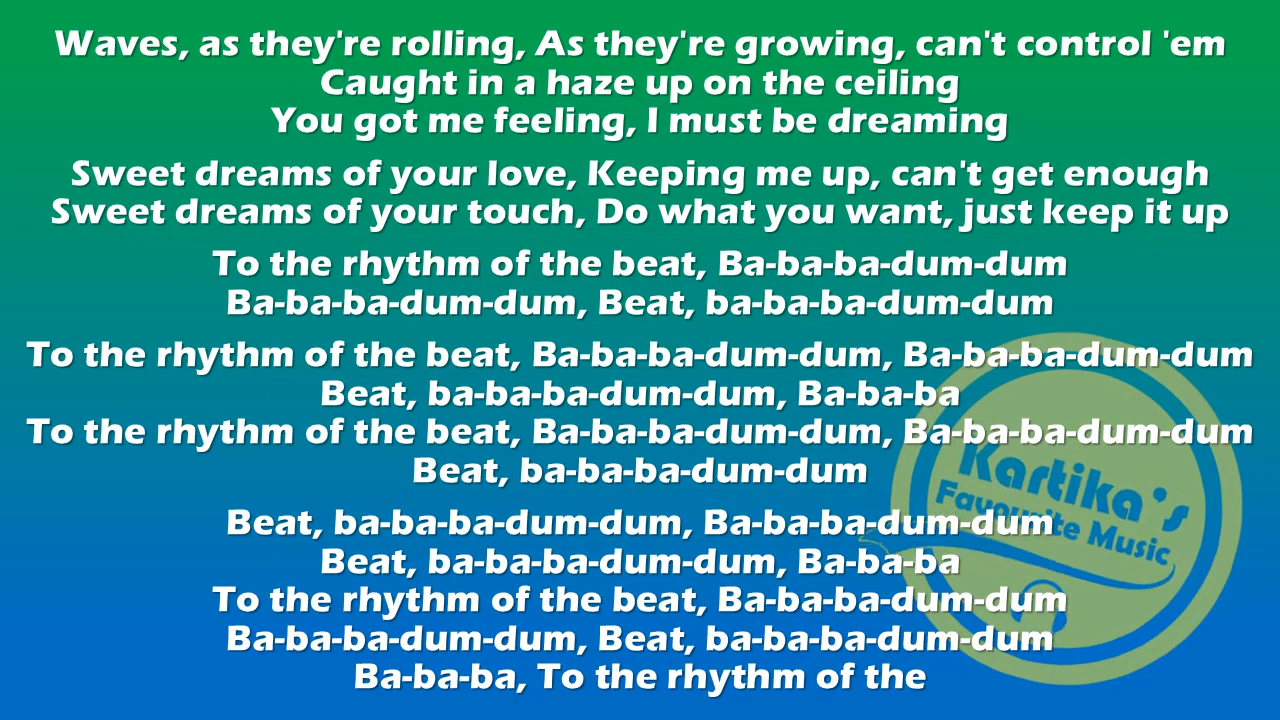 Waves, as they're rolling, As they're growing, can't control 'em
Caught in a haze up on the ceiling
You got me feeling, I must be dreaming
Sweet dreams of your love, Keeping me up, can't get enough
Sweet dreams of your touch, Do what you want, just keep it up
To the rhythm of the beat, Ba-ba-ba-dum-dum
Ba-ba-ba-dum-dum, Beat, ba-ba-ba-dum-dum
To the rhythm of the beat, Ba-ba-ba-dum-dum, Ba-ba-ba-dum-dum
Beat, ba-ba-ba-dum-dum, Ba-ba-ba
To the rhythm of the beat, Ba-ba-ba-dum-dum, Ba-ba-ba-dum-dum
Beat, ba-ba-ba-dum-dum
Beat, ba-ba-ba-dum-dum, Ba-ba-ba-dum-dum
Beat, ba-ba-ba-dum-dum, Ba-ba-ba
To the rhythm of the beat, Ba-ba-ba-dum-dum
Ba-ba-ba-dum-dum, Beat, ba-ba-ba-dum-dum
Ba-ba-ba, To the rhythm of the
Kartika's
Favourite Music